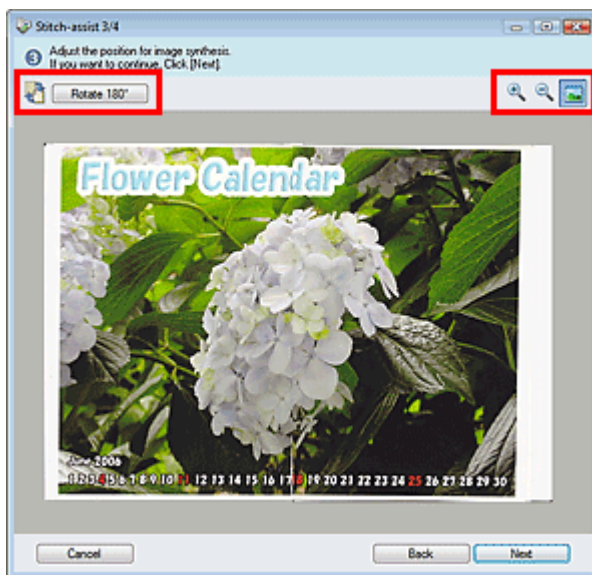 Stitch-assist 3/4
3 Adjust the position for image synthesis.
If you want to continue, Click [Next].
Rotate 180°
Flower Calendar
June 2006
1 2 3 4 5 6 7 8 9 10 11 12 13 14 15 16 17 18 19 20 21 22 23 24 25 26 27 28 29 30
Cancel
Back
Next